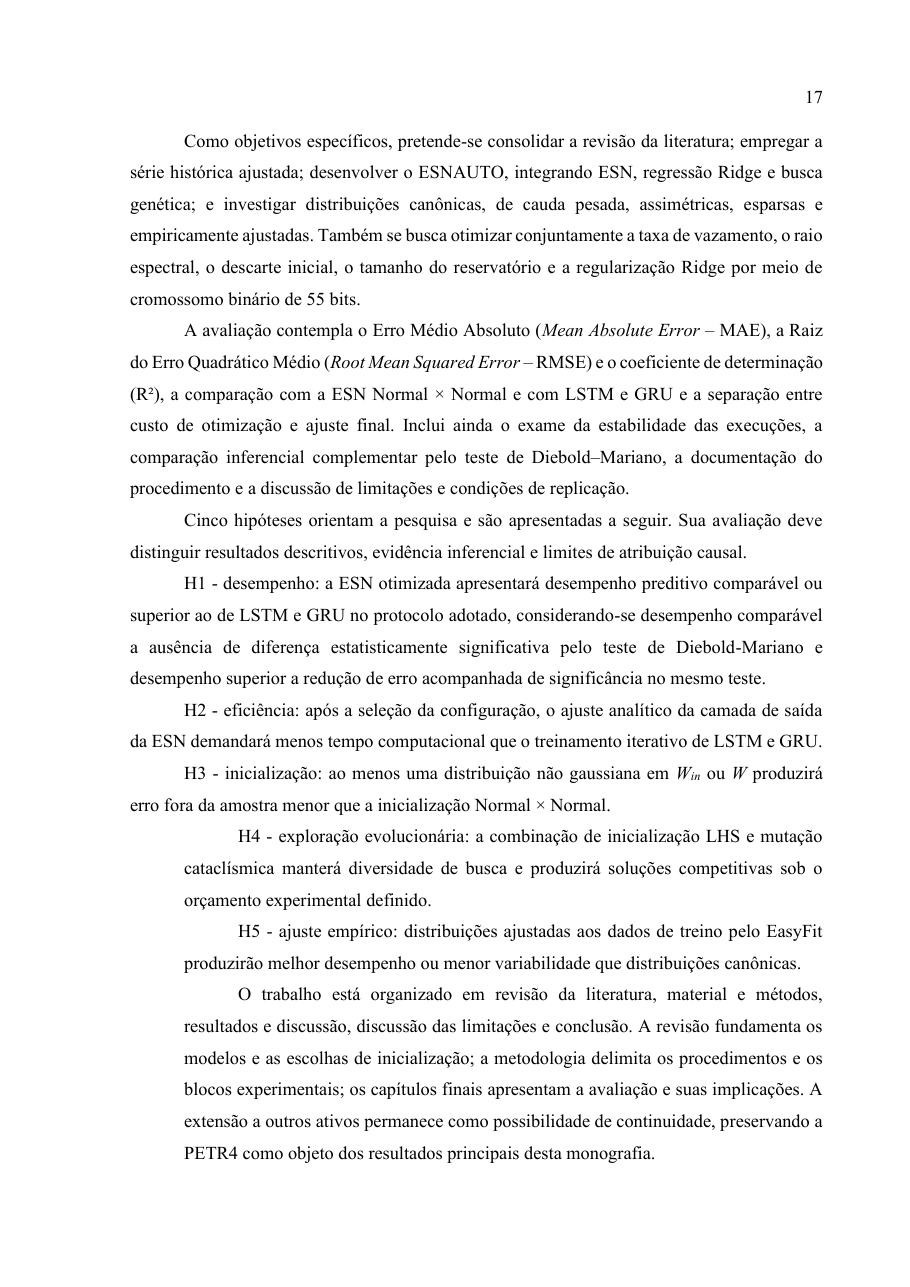 17
Como objetivos específicos, pretende-se consolidar a revisão da literatura; empregar a
série histórica ajustada; desenvolver o ESNAUTO, integrando ESN, regressão Ridge e busca
genética; e investigar distribuições canônicas, de cauda pesada, assimétricas, esparsas e
empiricamente ajustadas. Também se busca otimizar conjuntamente a taxa de vazamento, o raio
espectral, o descarte inicial, o tamanho do reservatório e a regularização Ridge por meio de
cromossomo binário de 55 bits.
A avaliação contempla o Erro Médio Absoluto (Mean Absolute Error – MAE), a Raiz
do Erro Quadrático Médio (Root Mean Squared Error – RMSE) e o coeficiente de determinação
(R²), a comparação com a ESN Normal × Normal e com LSTM e GRU e a separação entre
custo de otimização e ajuste final. Inclui ainda o exame da estabilidade das execuções, a
comparação inferencial complementar pelo teste de Diebold–Mariano, a documentação do
procedimento e a discussão de limitações e condições de replicação.
Cinco hipóteses orientam a pesquisa e são apresentadas a seguir. Sua avaliação deve
distinguir resultados descritivos, evidência inferencial e limites de atribuição causal.
H1 - desempenho: a ESN otimizada apresentará desempenho preditivo comparável ou
superior ao de LSTM e GRU no protocolo adotado, considerando-se desempenho comparável
a ausência de diferença estatisticamente significativa pelo teste de Diebold-Mariano e
desempenho superior a redução de erro acompanhada de significância no mesmo teste.
H2 - eficiência: após a seleção da configuração, o ajuste analítico da camada de saída
da ESN demandará menos tempo computacional que o treinamento iterativo de LSTM e GRU.
H3 - inicialização: ao menos uma distribuição não gaussiana em Win ou W produzirá
erro fora da amostra menor que a inicialização Normal × Normal.
H4 - exploração evolucionária: a combinação de inicialização LHS e mutação
cataclísmica manterá diversidade de busca e produzirá soluções competitivas sob o
orçamento experimental definido.
H5 - ajuste empírico: distribuições ajustadas aos dados de treino pelo EasyFit
produzirão melhor desempenho ou menor variabilidade que distribuições canônicas.
O trabalho está organizado em revisão da literatura, material e métodos,
resultados e discussão, discussão das limitações e conclusão. A revisão fundamenta os
modelos e as escolhas de inicialização; a metodologia delimita os procedimentos e os
blocos experimentais; os capítulos finais apresentam a avaliação e suas implicações. A
extensão a outros ativos permanece como possibilidade de continuidade, preservando a
PETR4 como objeto dos resultados principais desta monografia.